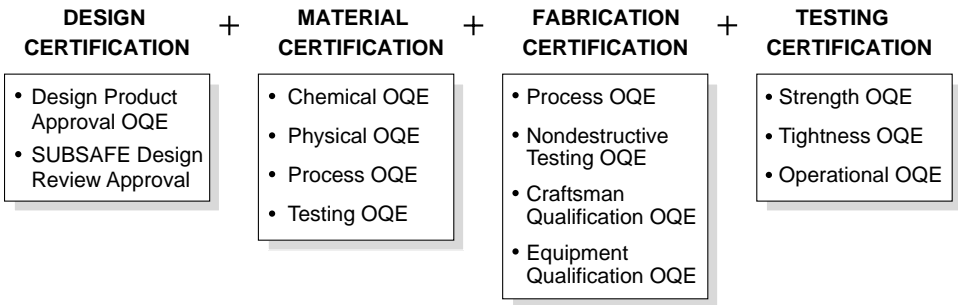 DESIGN
CERTIFICATION
+
MATERIAL
CERTIFICATION
+
FABRICATION
CERTIFICATION
+
TESTING
CERTIFICATION
• Design Product
Approval OQE
• SUBSAFE Design
Review Approval
• Chemical OQE
• Physical OQE
• Process OQE
• Testing OQE
• Process OQE
• Nondestructive
Testing OQE
• Craftsman
Qualification OQE
• Equipment
Qualification OQE
• Strength OQE
• Tightness OQE
• Operational OQE